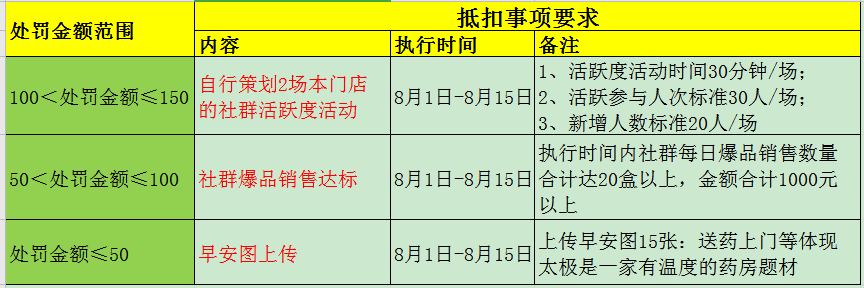 处罚金额范围
抵扣事项要求
内容
执行时间
备注
100＜处罚金额≤150
自行策划2场本门店
的社群活跃度活动
8月1日-8月15日
1、活跃度活动时间30分钟/场；
2、活跃参与人次标准30人/场；
3、新增人数标准20人/场
50＜处罚金额≤100
社群爆品销售达标
8月1日-8月15日
执行时间内社群每日爆品销售数量
合计达20盒以上，金额合计1000元
以上
处罚金额≤50
早安图上传
8月1日-8月15日
上传早安图15张：送药上门等体现
太极是一家有温度的药房题材